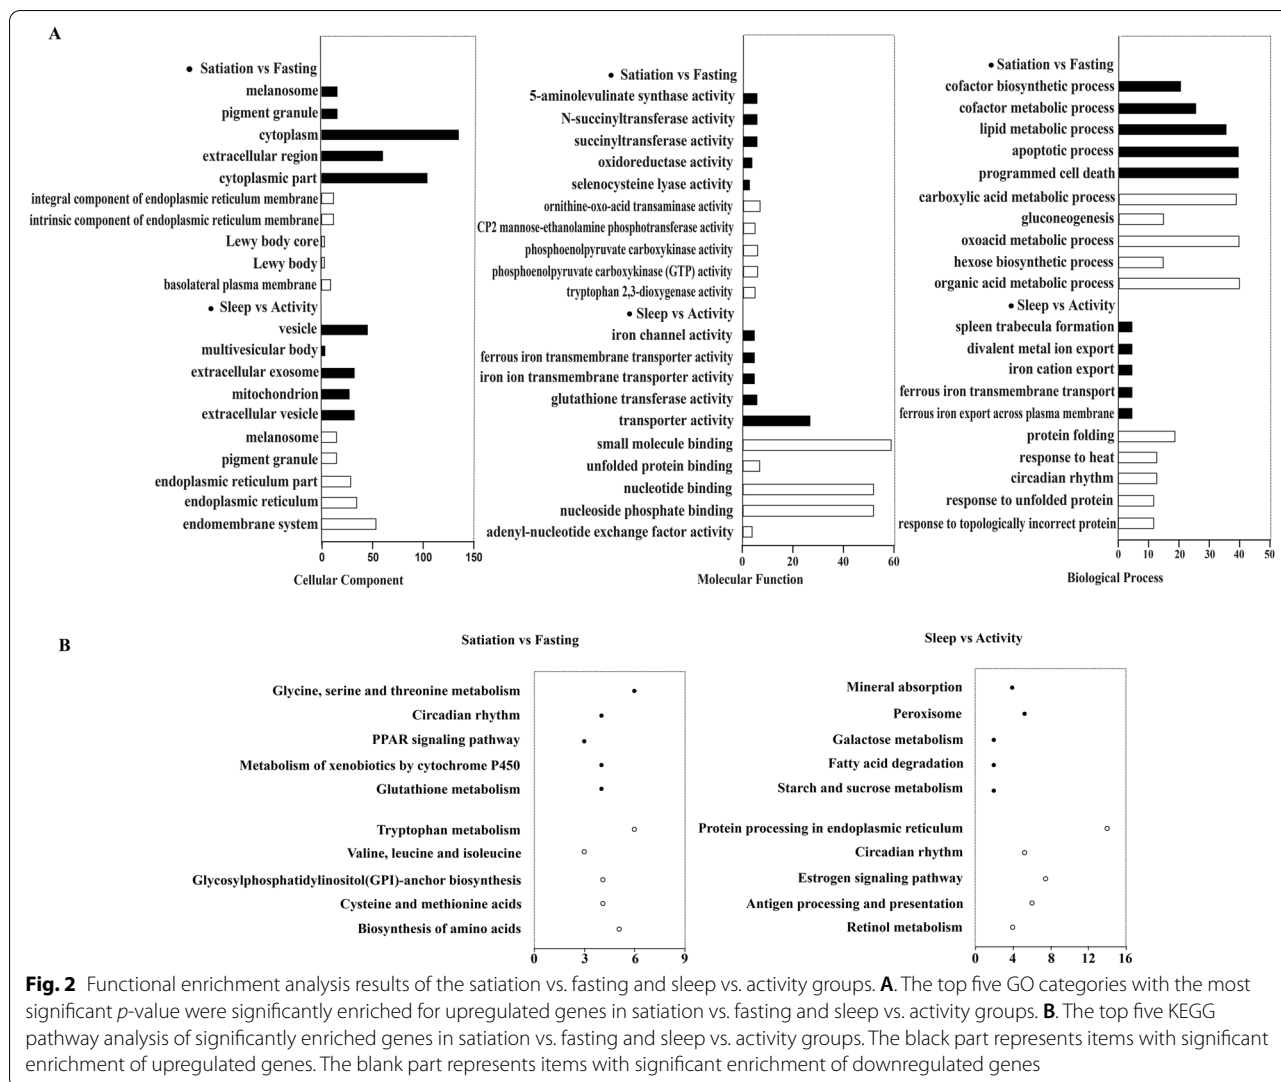 A
• Satiation vs Fasting
melanosome
pigment granule
cytoplasm
extracellular region
cytoplasmic part
integral component of endoplasmic reticulum membrane
intrinsic component of endoplasmic reticulum membrane
Lewy body core
Lewy body
basolateral plasma membrane
• Sleep vs Activity
vesicle
multivesicular body
extracellular exosome
mitochondrion
extracellular vesicle
melanosome
pigment granule
endoplasmic reticulum part
endoplasmic reticulum
endomembrane system
0 50 100 150
Cellular Component
• Satiation vs Fasting
5-aminolevulinate synthase activity
N-succinyltransferase activity
succinyltransferase activity
oxidoreductase activity
selenocysteine lyase activity
ornithine-oxo-acid transaminase activity
CP2 mannose-ethanolamine phosphotransferase activity
phosphoenolpyruvate carboxykinase activity
phosphoenolpyruvate carboxykinase (GTP) activity
tryptophan 2,3-dioxygenase activity
• Sleep vs Activity
iron channel activity
ferrous iron transmembrane transporter activity
iron ion transmembrane transporter activity
glutathione transferase activity
transporter activity
small molecule binding
unfolded protein binding
nucleotide binding
nucleoside phosphate binding
adenyl-nucleotide exchange factor activity
0 20 40 60
Molecular Function
• Satiation vs Fasting
cofactor biosynthetic process
cofactor metabolic process
lipid metabolic process
apoptotic process
programmed cell death
carboxylic acid metabolic process
gluconeogenesis
oxoacid metabolic process
hexose biosynthetic process
organic acid metabolic process
• Sleep vs Activity
spleen trabecula formation
divalent metal ion export
iron cation export
ferrous iron transmembrane transport
ferrous iron export across plasma membrane
protein folding
response to heat
circadian rhythm
response to unfolded protein
response to topologically incorrect protein
0 10 20 30 40 50
Biological Process
B
Satiation vs Fasting
Glycine, serine and threonine metabolism
Circadian rhythm
PPAR signaling pathway
Metabolism of xenobiotics by cytochrome P450
Glutathione metabolism
Tryptophan metabolism
Valine, leucine and isoleucine
Glycosylphosphatidylinositol(GPI)-anchor biosynthesis
Cysteine and methionine acids
Biosynthesis of amino acids
0 3 6 9
Sleep vs Activity
Mineral absorption
Peroxisome
Galactose metabolism
Fatty acid degradation
Starch and sucrose metabolism
Protein processing in endoplasmic reticulum
Circadian rhythm
Estrogen signaling pathway
Antigen processing and presentation
Retinol metabolism
0 4 8 12 16
Fig. 2 Functional enrichment analysis results of the satiation vs. fasting and sleep vs. activity groups. A. The top five GO categories with the most
significant p-value were significantly enriched for upregulated genes in satiation vs. fasting and sleep vs. activity groups. B. The top five KEGG
pathway analysis of significantly enriched genes in satiation vs. fasting and sleep vs. activity groups. The black part represents items with significant
enrichment of upregulated genes. The blank part represents items with significant enrichment of downregulated genes